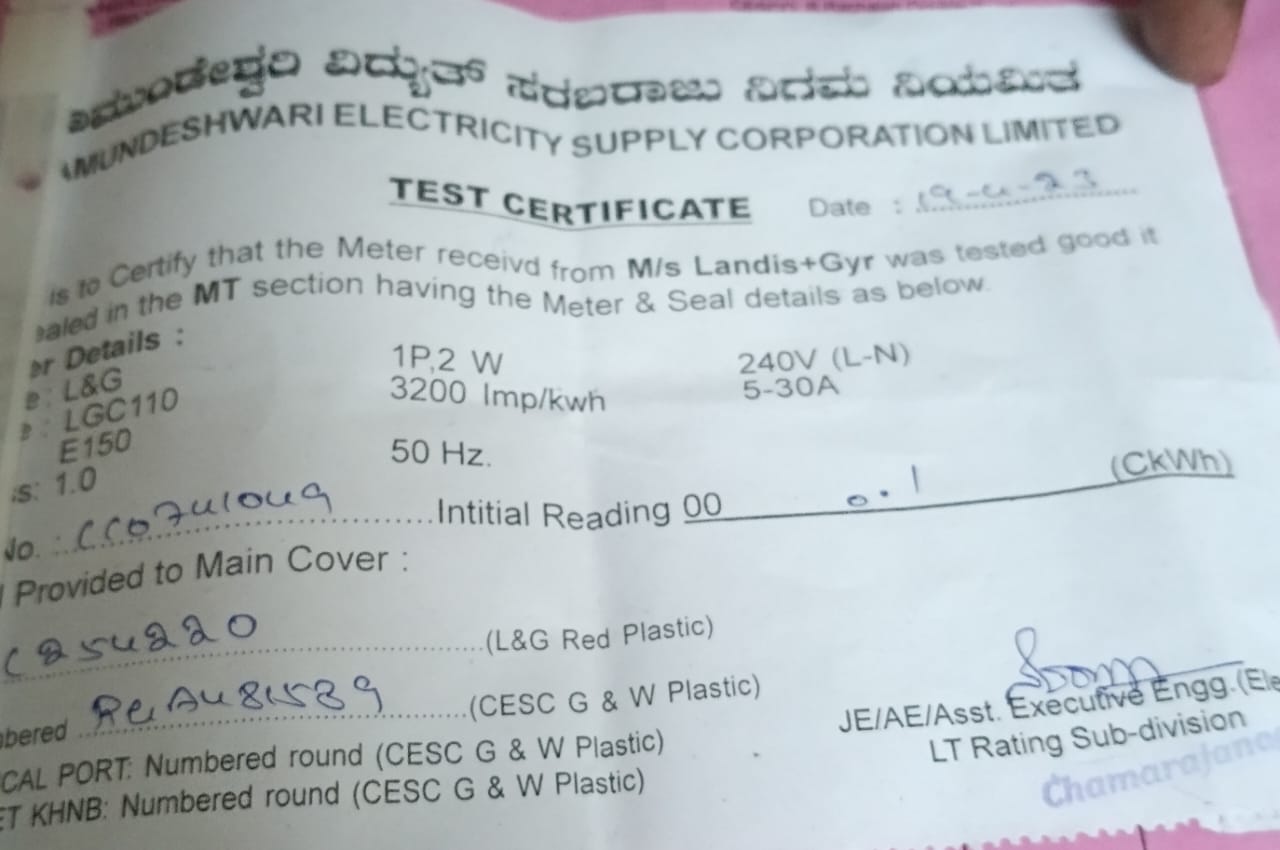 ಾಮುಂಡೇಶ್ವರಿ ವಿದ್ಯುತ್ ಸರಬರಾಜು ನಿಗಮ ನಿಯಮಿತ
AMUNDESHWARI ELECTRICITY SUPPLY CORPORATION LIMITED
TEST CERTIFICATE Date : 19-4-23
is to Certify that the Meter receivd from M/s Landis+Gyr was tested good it
ealed in the MT section having the Meter & Seal details as below.
er Details :
e : L&G 1P,2 W 240V (L-N)
e : LGC110 3200 Imp/kwh 5-30A
E150
ss: 1.0 50 Hz.
No. : CC0741049 Intitial Reading 00 0.1 (CkWh)
l Provided to Main Cover :
C254220 (L&G Red Plastic)
mbered (CESC G & W Plastic)
ICAL PORT: Numbered round (CESC G & W Plastic)
ET KHNB: Numbered round (CESC G & W Plastic)
JE/AE/Asst. Executive Engg.(Ele
LT Rating Sub-division
Chamarajana